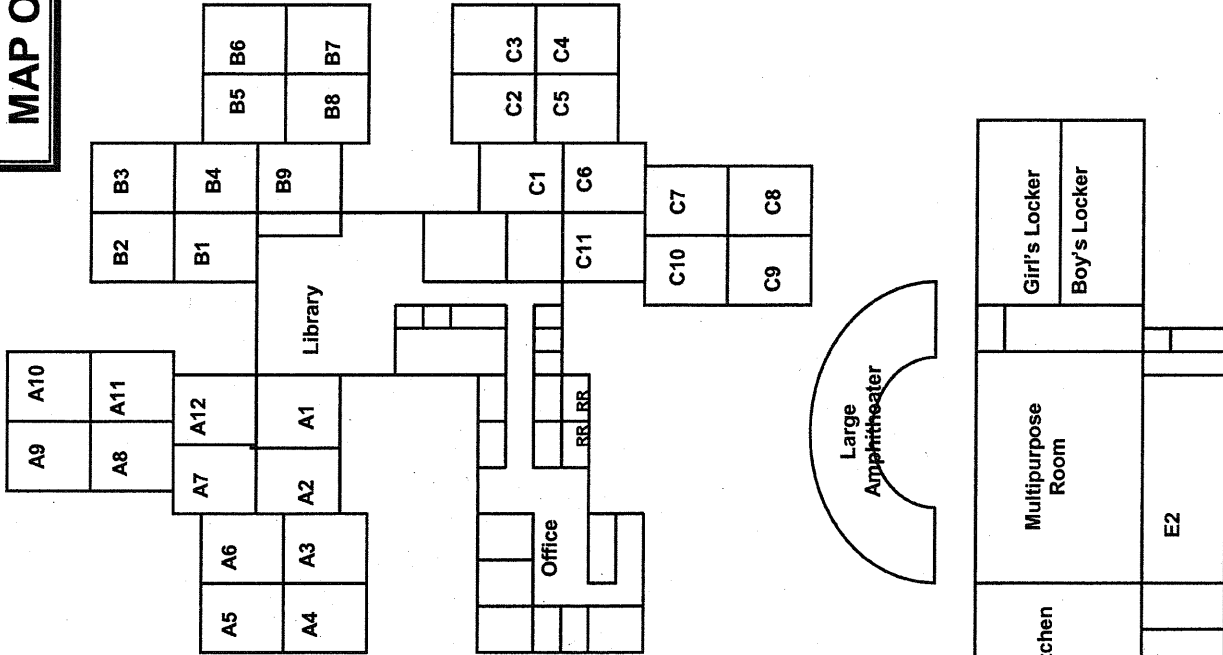 MAP O
B6
B7
B5
B8
C3
C4
C2
C5
B3
B4
B9
C1
C6
B2
B1
C11
C7
C8
C10
C9
Library
A10
A11
A12
A1
A9
A8
A7
A2
A6
A3
A5
A4
RR
RR
Office
Large
Amphitheater
Girl's Locker
Boy's Locker
Multipurpose
Room
E2
tchen